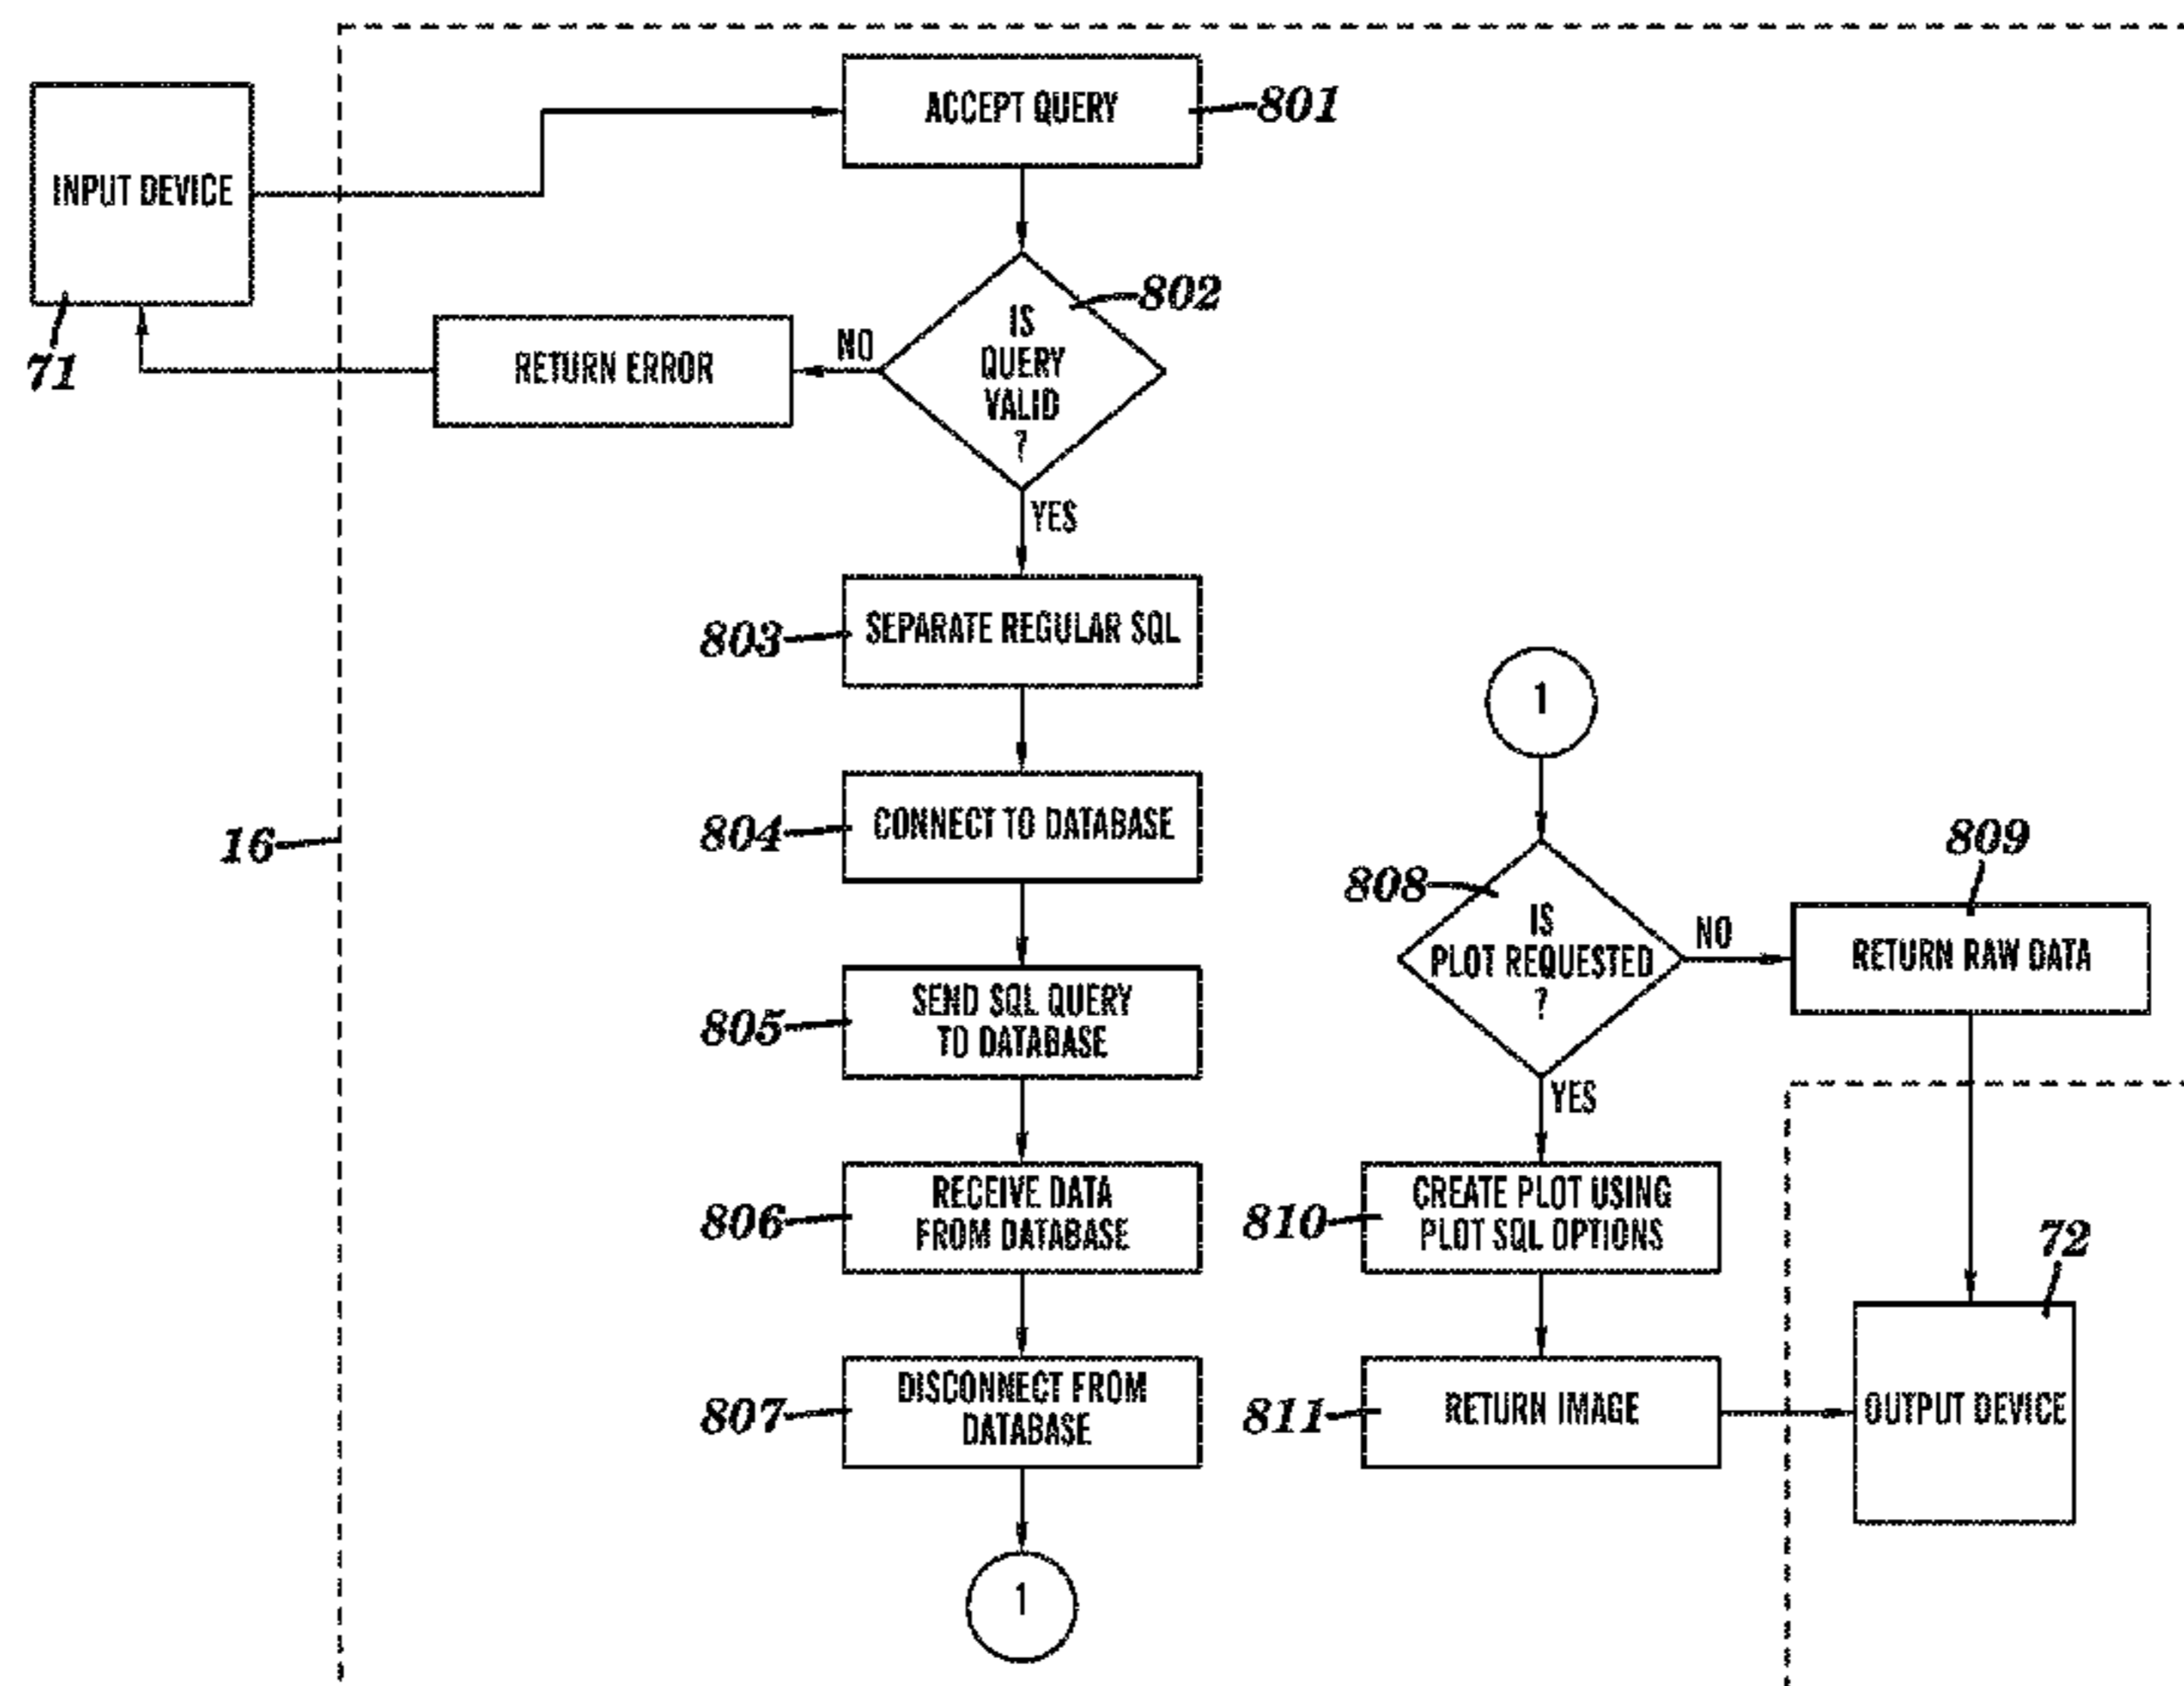 ACCEPT QUERY
801
INPUT DEVICE
71
802
IS
QUERY
VALID
?
NO
RETURN ERROR
YES
803
SEPARATE REGULAR SQL
804
CONNECT TO DATABASE
16
805
SEND SQL QUERY
TO DATABASE
806
RECEIVE DATA
FROM DATABASE
807
DISCONNECT FROM
DATABASE
1
1
808
IS
PLOT REQUESTED
?
NO
809
RETURN RAW DATA
YES
810
CREATE PLOT USING
PLOT SQL OPTIONS
811
RETURN IMAGE
72
OUTPUT DEVICE